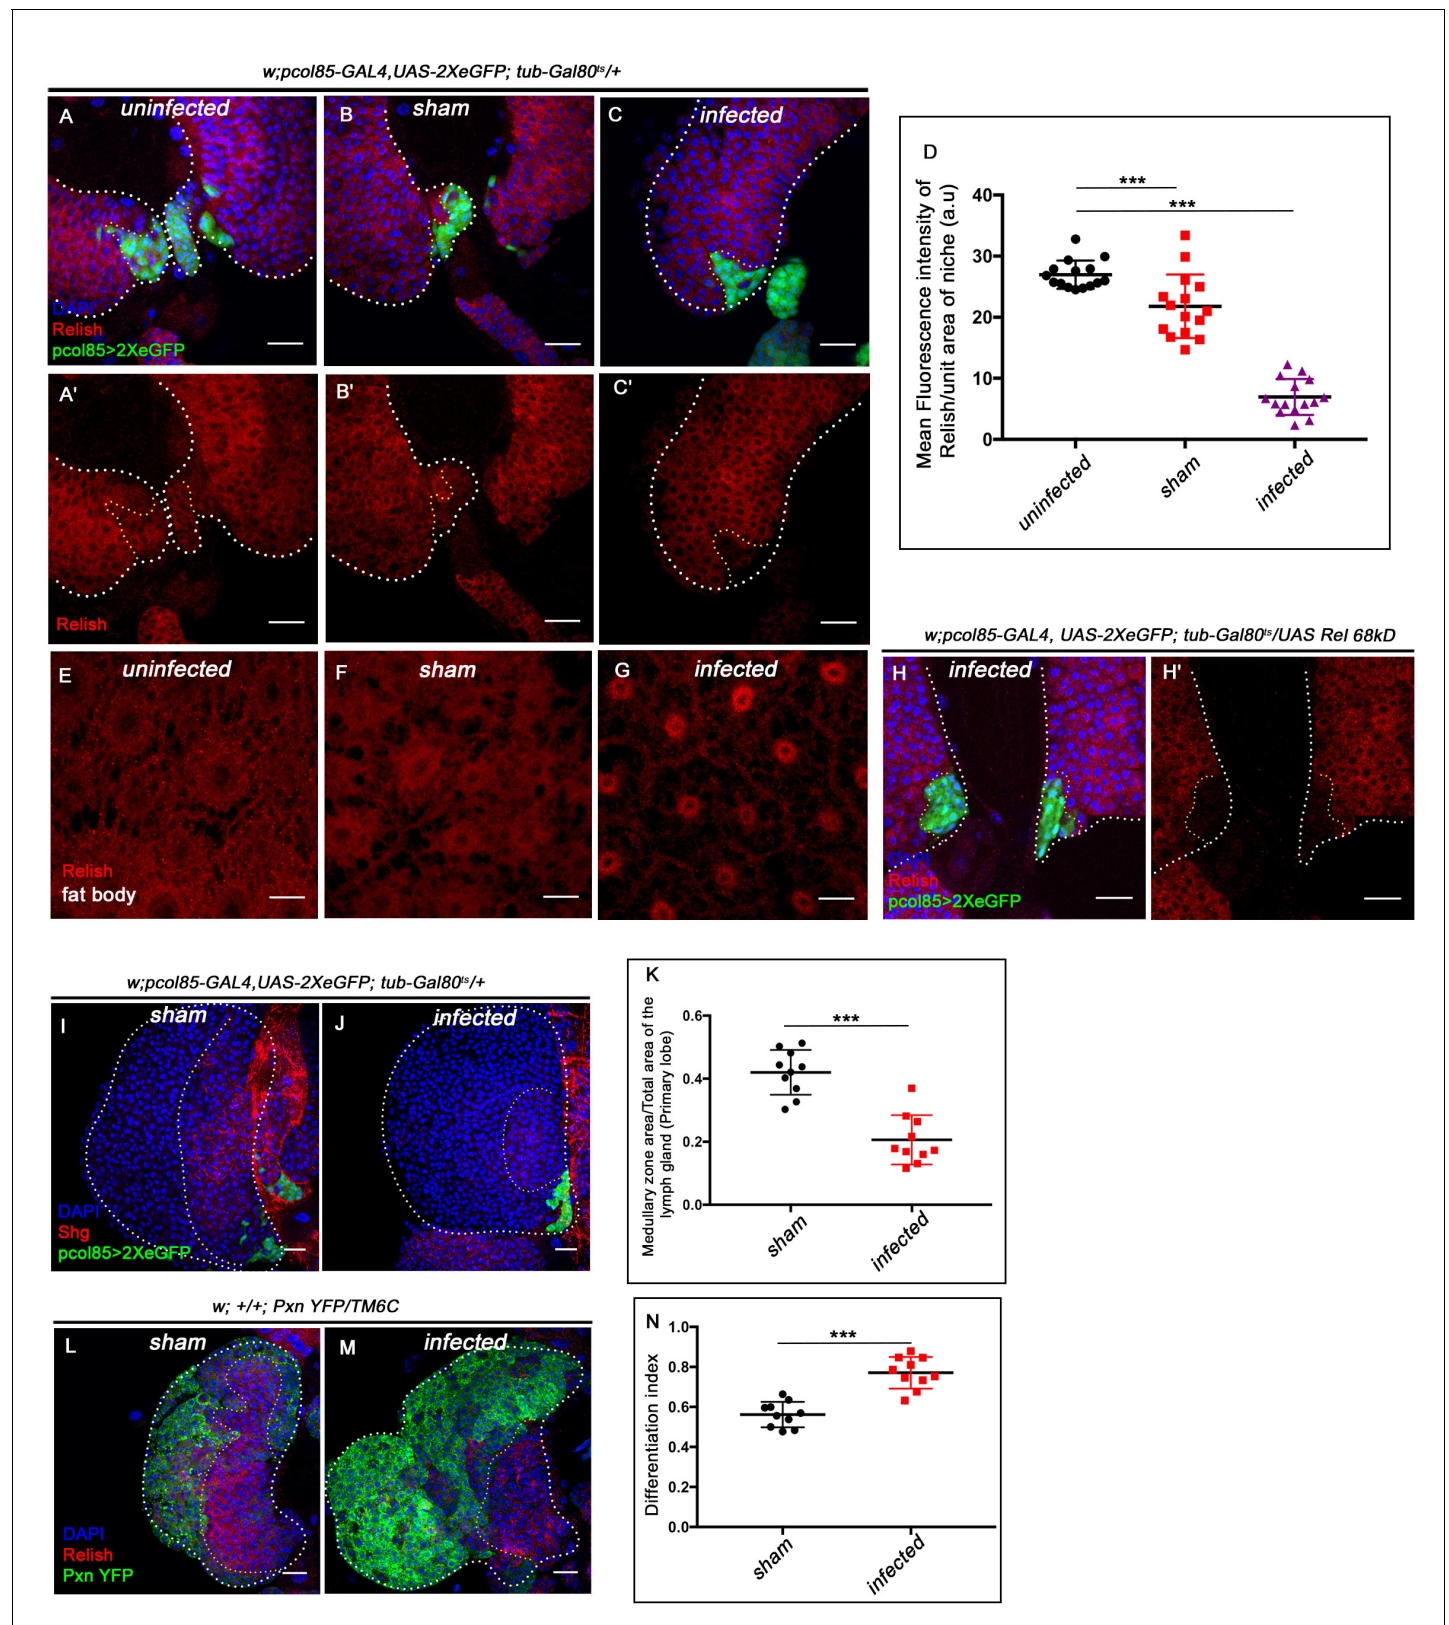 w;pcol85-GAL4,UAS-2XeGFP; tub-Gal80ts/+
A uninfected
B sham
C infected
DAPI
Relish
pcol85>2XeGFP
D
***
***
Mean Fluorescence intensity of
Relish/unit area of niche (a.u)
40
30
20
10
0
uninfected
sham
infected
A'
B'
C'
Relish
E uninfected
F sham
G infected
Relish
fat body
w;pcol85-GAL4, UAS-2XeGFP; tub-Gal80ts/UAS Rel 68kD
H infected
H'
DAPI
Relish
pcol85>2XeGFP
w;pcol85-GAL4,UAS-2XeGFP; tub-Gal80ts/+
I sham
J infected
DAPI
Shg
pcol85>2XeGFP
K
***
Medullary zone area/Total area of the
lymph gland (Primary lobe)
0.6
0.4
0.2
0.0
sham
infected
w; +/+; Pxn YFP/TM6C
L sham
M infected
DAPI
Relish
Pxn YFP
N
***
Differentiation index
1.0
0.8
0.6
0.4
0.2
0.0
sham
infected